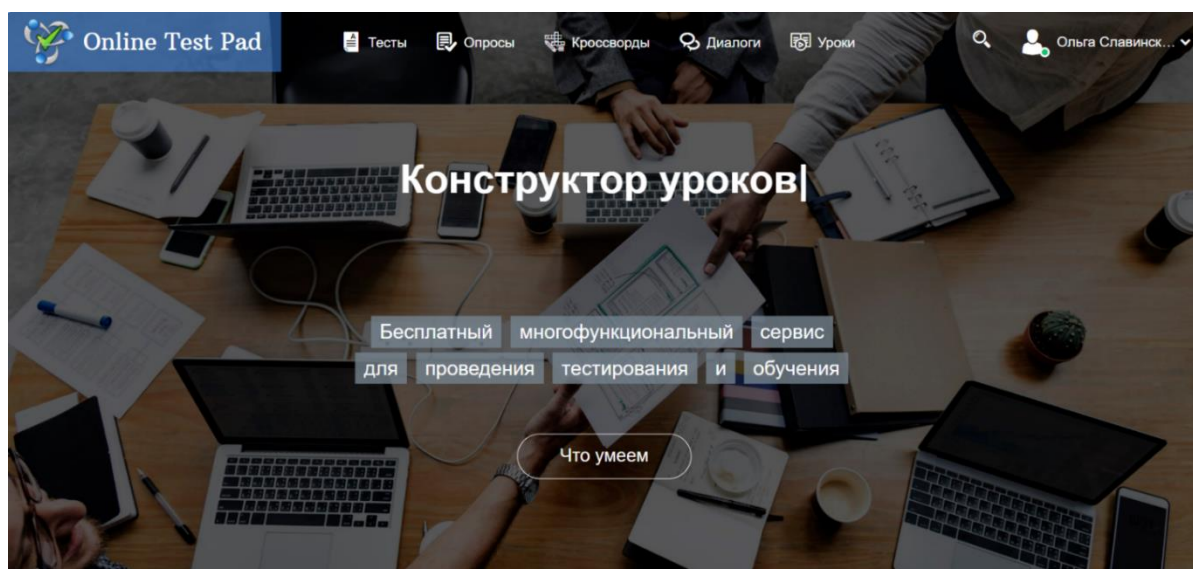 Online Test Pad Тесты Опросы Кроссворды Диалоги Уроки Ольга Славинск...
Конструктор уроков|
Бесплатный многофункциональный сервис
для проведения тестирования и обучения
Что умеем